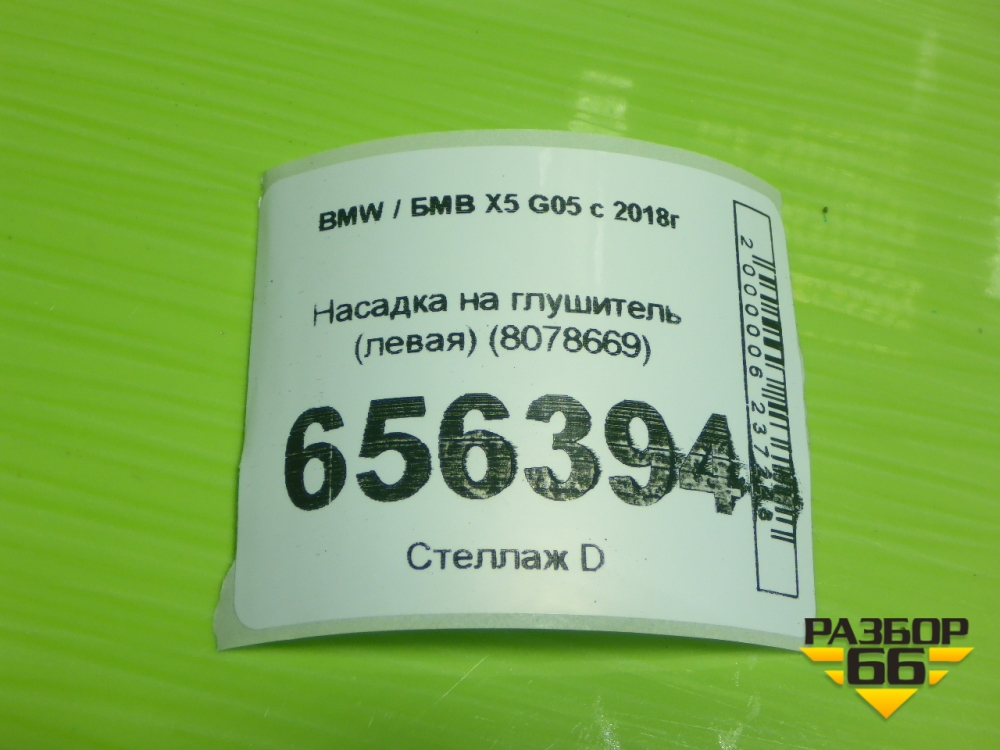 BMW / БМВ X5 G05 с 2018г
Насадка на глушитель
(левая) (8078669)
656394
Стеллаж D
РАЗБОР
66